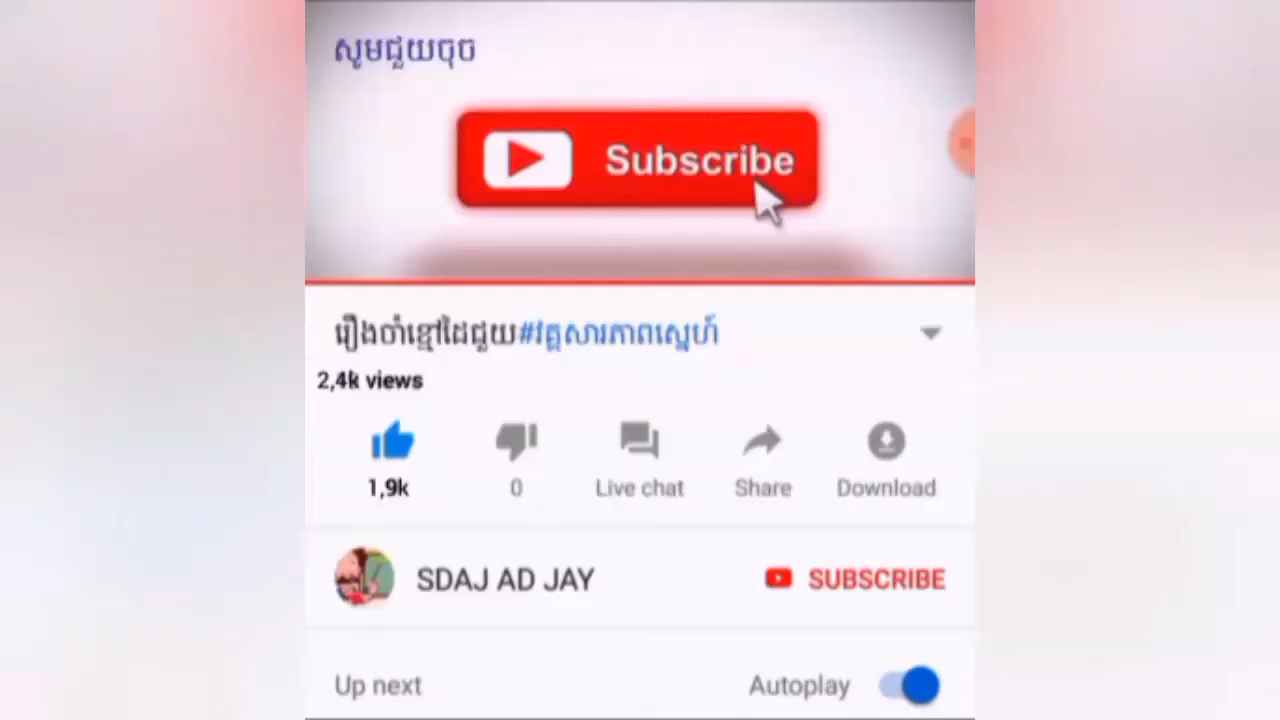 សូមជួយចុច
Subscribe
រឿងចាំខ្មៅដៃជួយ#វគ្គសារភាពស្នេហ៍
2,4k views
1,9k
0
Live chat
Share
Download
SDAJ AD JAY
SUBSCRIBE
Up next
Autoplay